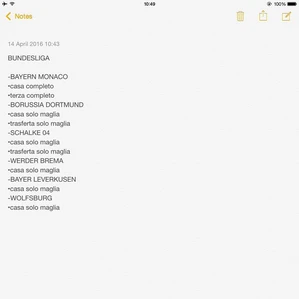 10:49
100%
Notes
14 April 2016 10:43
BUNDESLIGA
-BAYERN MONACO
•casa completo
•terza completo
-BORUSSIA DORTMUND
•casa solo maglia
•trasferta solo maglia
-SCHALKE 04
•casa solo maglia
•trasferta solo maglia
-WERDER BREMA
•casa solo maglia
-BAYER LEVERKUSEN
•casa solo maglia
-WOLFSBURG
•casa solo maglia